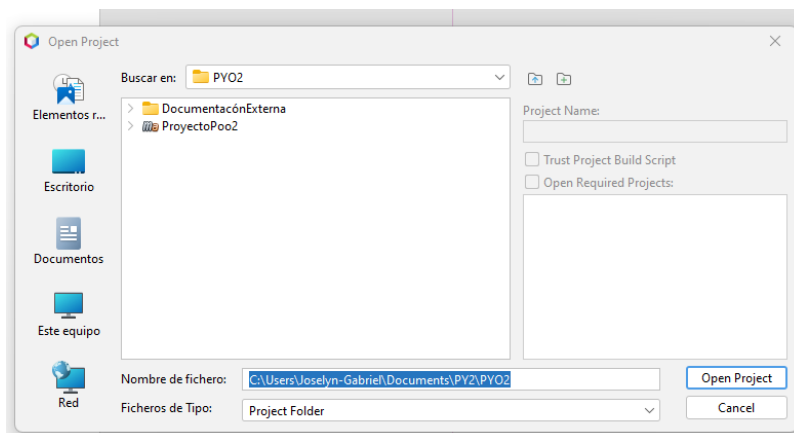 Open Project
Buscar en: PYO2
Elementos r...
DocumentacónExterna
ProyectoPoo2
Project Name:
Trust Project Build Script
Open Required Projects:
Escritorio
Documentos
Este equipo
Red
Nombre de fichero: C:\Users\Joselyn-Gabriel\Documents\PY2\PYO2
Open Project
Ficheros de Tipo: Project Folder
Cancel